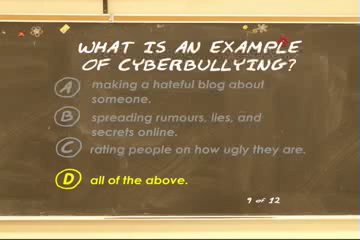 WHAT IS AN EXAMPLE
OF CYBERBULLYING?
A making a hateful blog about
someone.
B spreading rumours, lies, and
secrets online.
C rating people on how ugly they are.
D all of the above.
9 of 12